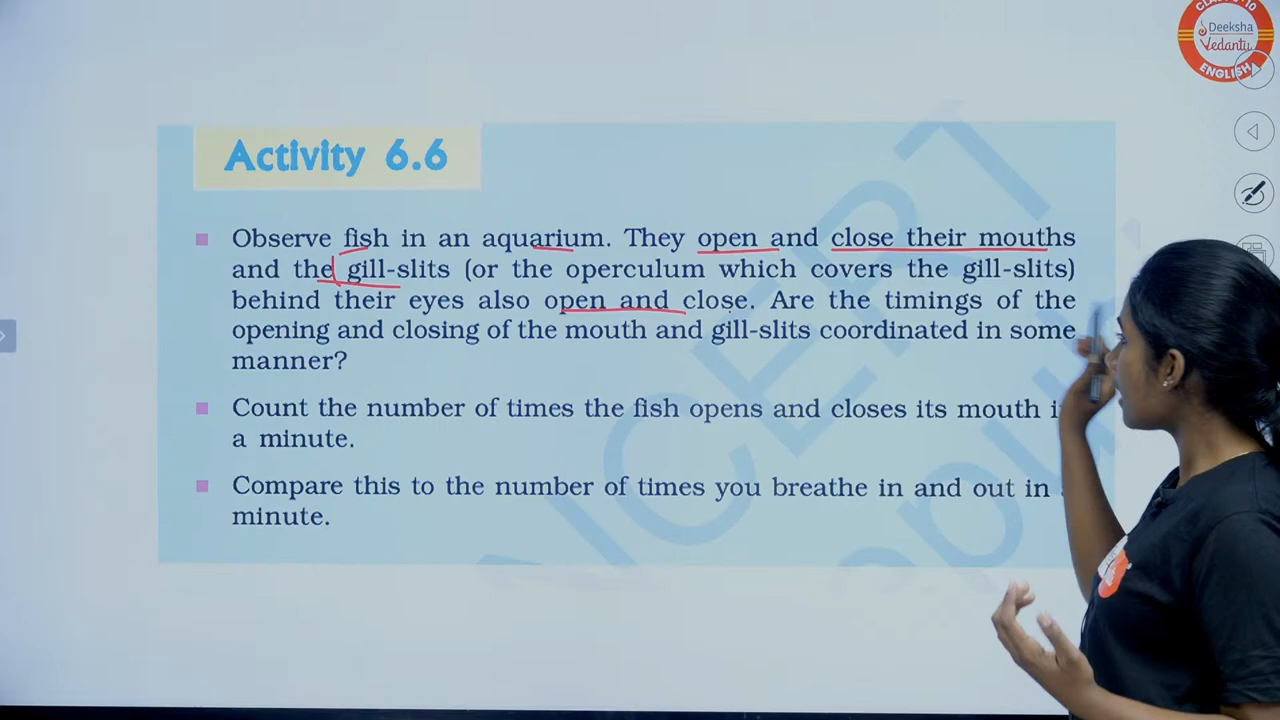 CLASS 6-10
Deeksha
Vedantu
ENGLISH
Activity 6.6
Observe fish in an aquarium. They open and close their mouths
and the gill-slits (or the operculum which covers the gill-slits)
behind their eyes also open and close. Are the timings of the
opening and closing of the mouth and gill-slits coordinated in some
manner?
Count the number of times the fish opens and closes its mouth
a minute.
Compare this to the number of times you breathe in and out in
minute.
NCERT